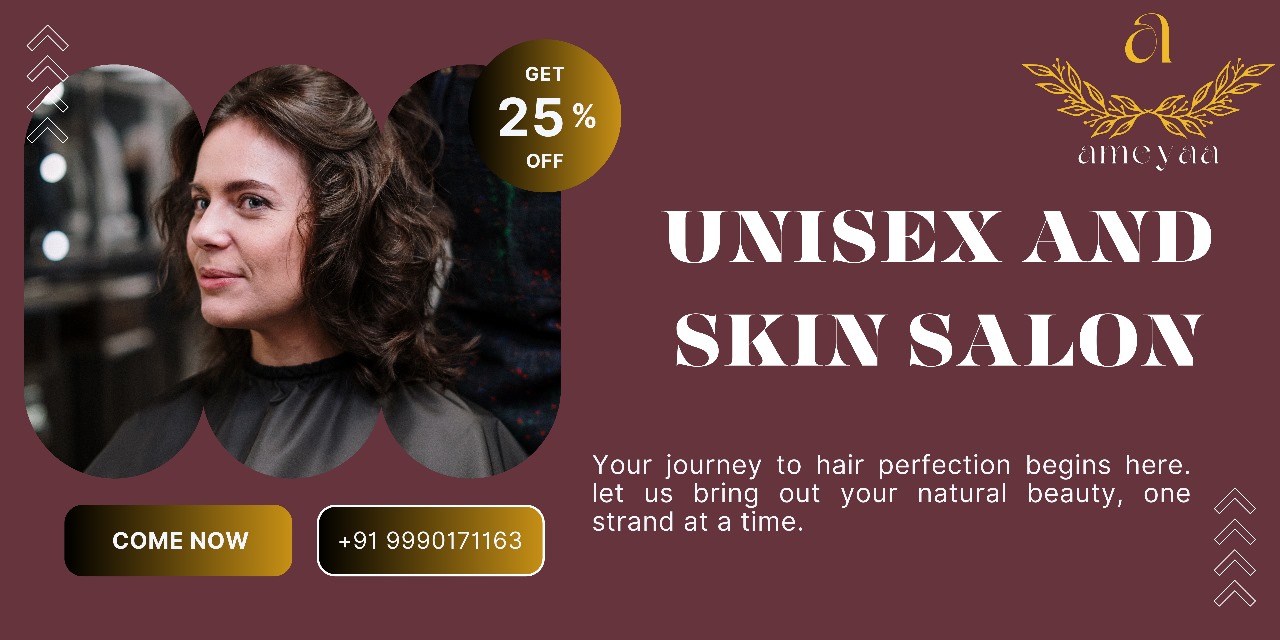 GET
25 %
OFF
a
ameyaa
UNISEX AND
SKIN SALON
Your journey to hair perfection begins here.
let us bring out your natural beauty, one
strand at a time.
COME NOW
+91 9990171163